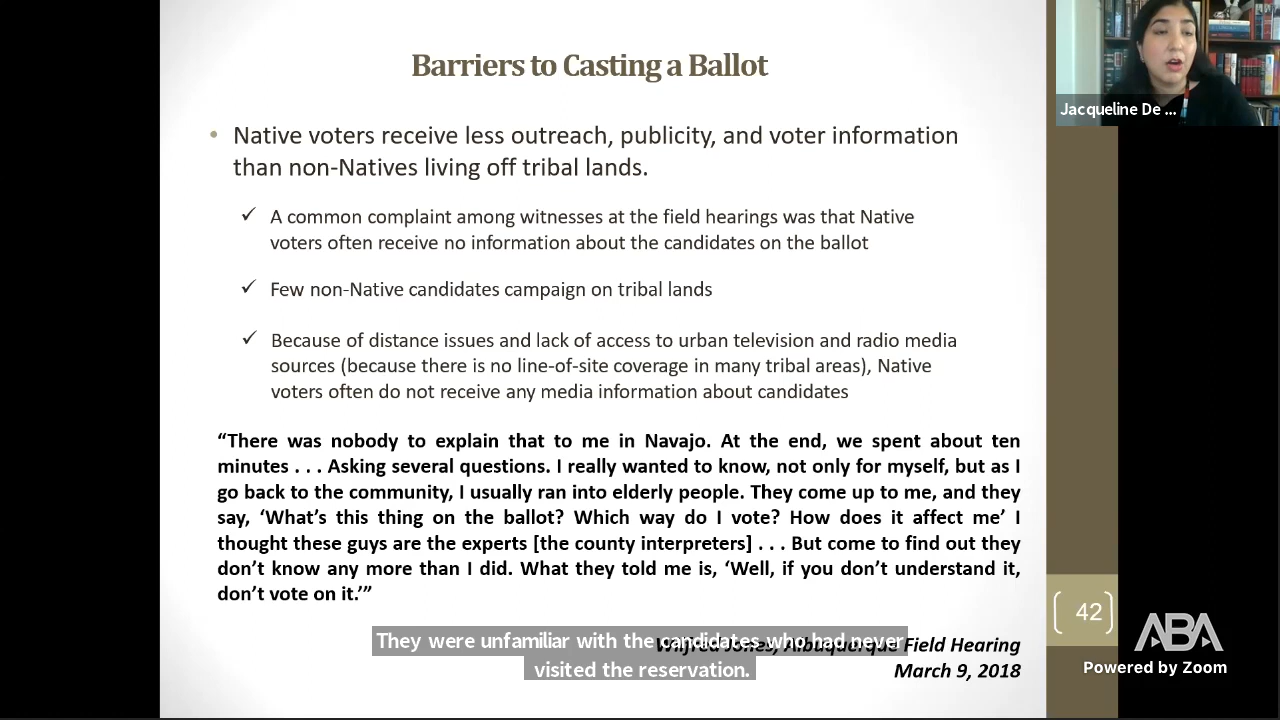 Barriers to Casting a Ballot
• Native voters receive less outreach, publicity, and voter information
than non-Natives living off tribal lands.
✓ A common complaint among witnesses at the field hearings was that Native
voters often receive no information about the candidates on the ballot
✓ Few non-Native candidates campaign on tribal lands
✓ Because of distance issues and lack of access to urban television and radio media
sources (because there is no line-of-site coverage in many tribal areas), Native
voters often do not receive any media information about candidates
“There was nobody to explain that to me in Navajo. At the end, we spent about ten
minutes . . . Asking several questions. I really wanted to know, not only for myself, but as I
go back to the community, I usually ran into elderly people. They come up to me, and they
say, ‘What’s this thing on the ballot? Which way do I vote? How does it affect me’ I
thought these guys are the experts [the county interpreters] . . . But come to find out they
don’t know any more than I did. What they told me is, ‘Well, if you don’t understand it,
don’t vote on it.’”
Wilfred Jones, Albuquerque Field Hearing
March 9, 2018
They were unfamiliar with the candidates who had never
visited the reservation.
42
Jacqueline De ...
ABA
Powered by Zoom